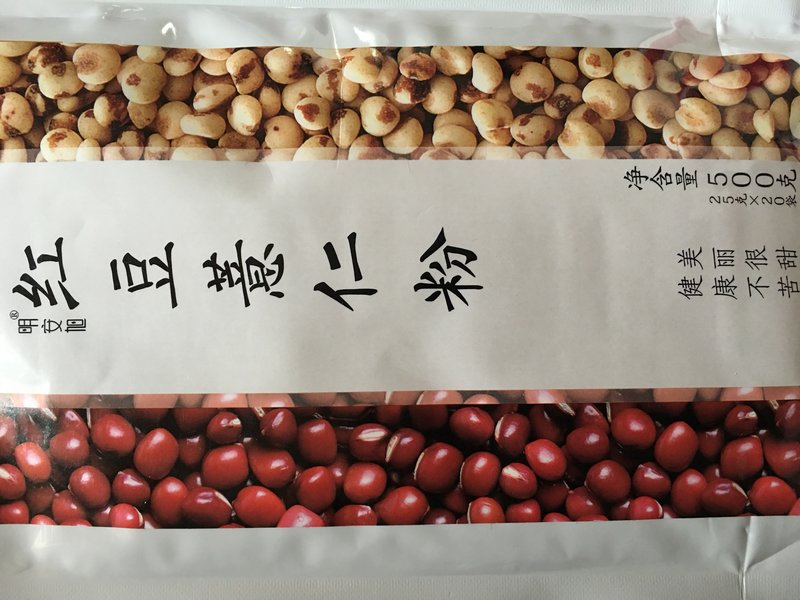 明安旭®
红豆薏仁粉
净含量500克
25克×20袋
健康不苦
美丽很甜